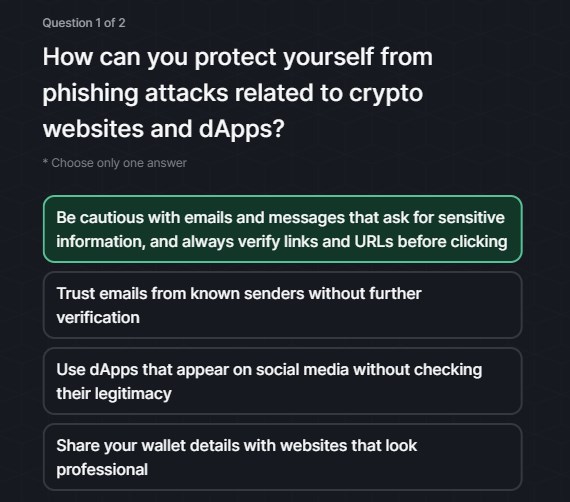 Question 1 of 2
How can you protect yourself from
phishing attacks related to crypto
websites and dApps?
* Choose only one answer
Be cautious with emails and messages that ask for sensitive
information, and always verify links and URLs before clicking
Trust emails from known senders without further
verification
Use dApps that appear on social media without checking
their legitimacy
Share your wallet details with websites that look
professional